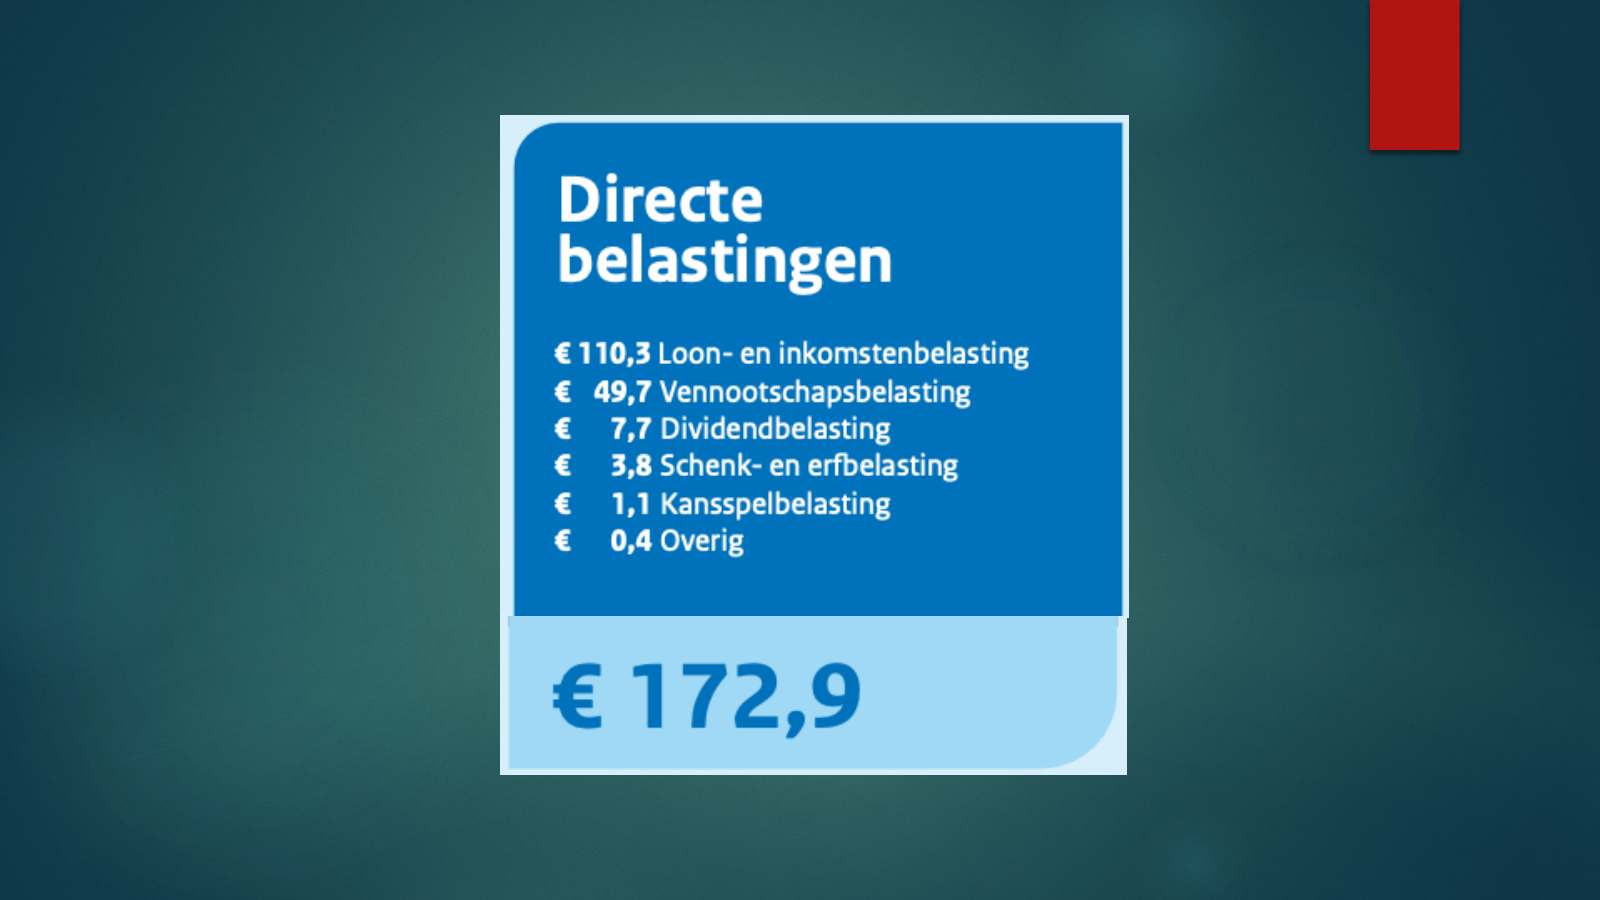 Directe
belastingen
€ 110,3 Loon- en inkomstenbelasting
€ 49,7 Vennootschapsbelasting
€ 7,7 Dividendbelasting
€ 3,8 Schenk- en erfbelasting
€ 1,1 Kansspelbelasting
€ 0,4 Overig
€ 172,9